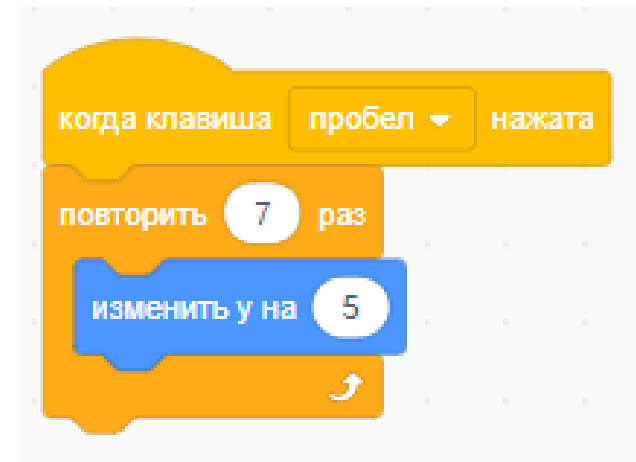 когда клавиша пробел нажата
повторить 7 раз
изменить y на 5